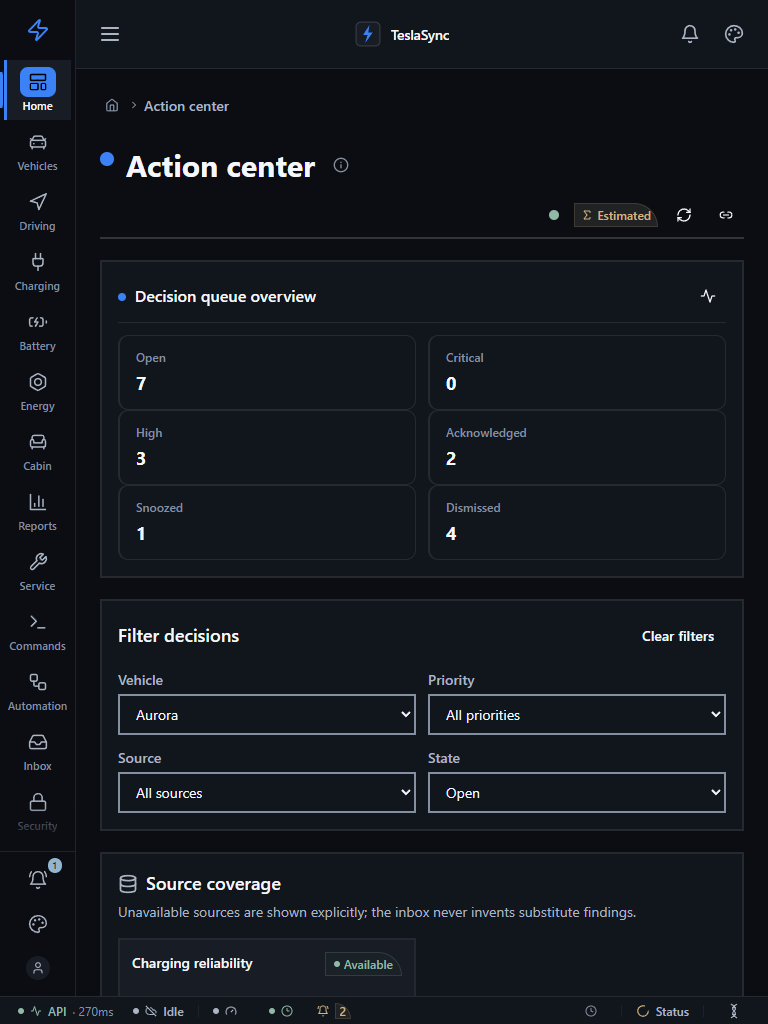 TeslaSync
Home
Vehicles
Driving
Charging
Battery
Energy
Cabin
Reports
Service
Commands
Automation
Inbox
Security
1
Action center
Action center
Σ Estimated
Decision queue overview
Open
7
Critical
0
High
3
Acknowledged
2
Snoozed
1
Dismissed
4
Filter decisions
Clear filters
Vehicle
Aurora
Priority
All priorities
Source
All sources
State
Open
Source coverage
Unavailable sources are shown explicitly; the inbox never invents substitute findings.
Charging reliability
Available
API · 270ms
Idle
2
Status